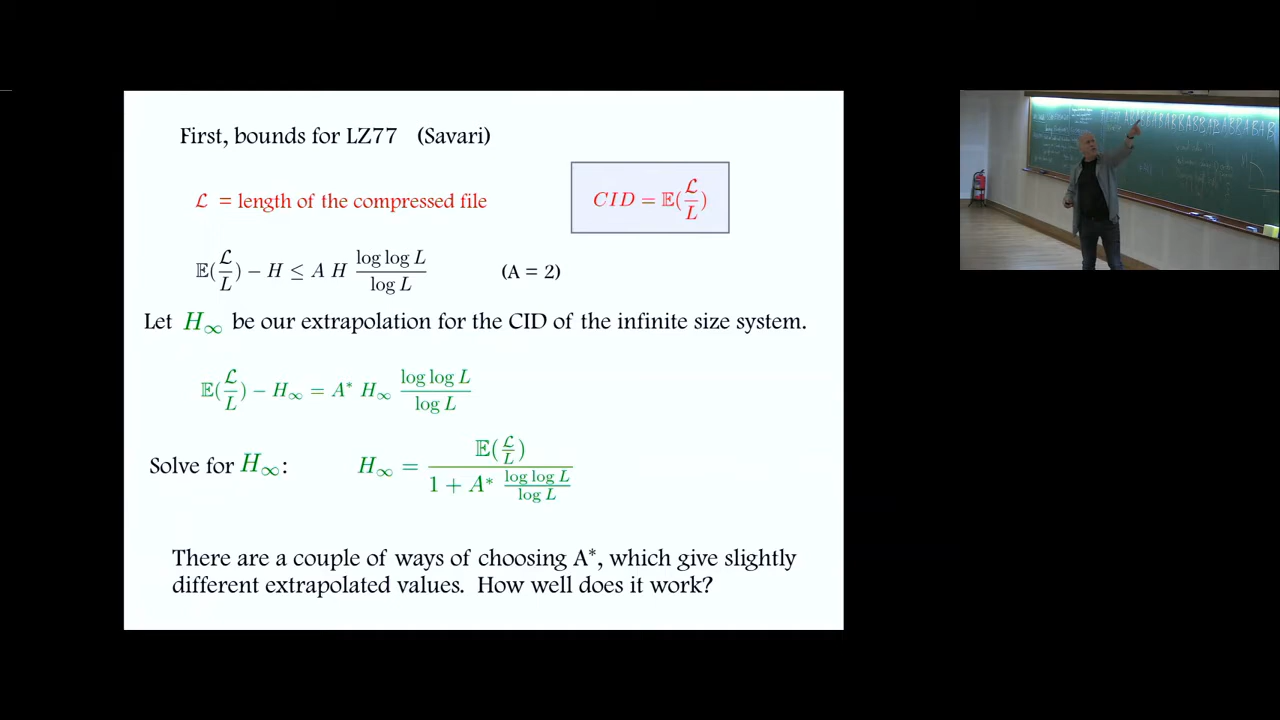 First, bounds for LZ77 (Savari)
ℒ = length of the compressed file
CID = 𝔼(ℒ/L)
𝔼(ℒ/L) − H ≤ A H (log log L)/(log L) (A = 2)
Let H∞ be our extrapolation for the CID of the infinite size system.
𝔼(ℒ/L) − H∞ = A* H∞ (log log L)/(log L)
Solve for H∞: H∞ = 𝔼(ℒ/L)/(1 + A* (log log L)/(log L))
There are a couple of ways of choosing A*, which give slightly
different extrapolated values. How well does it work?